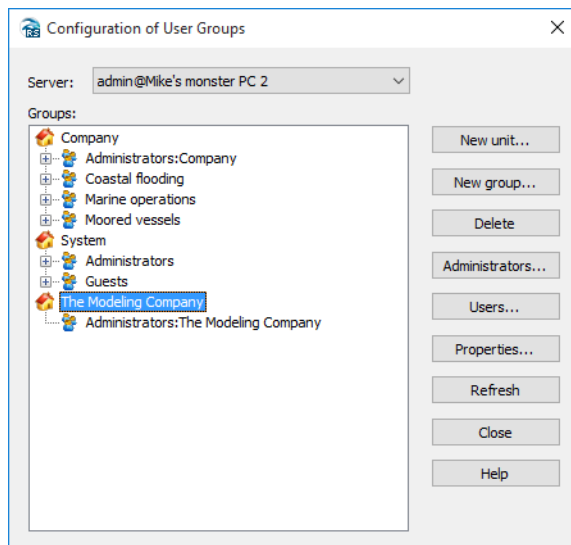 Configuration of User Groups
Server: admin@Mike's monster PC 2
Groups:
Company
Administrators:Company
Coastal flooding
Marine operations
Moored vessels
System
Administrators
Guests
The Modeling Company
Administrators:The Modeling Company
New unit...
New group...
Delete
Administrators...
Users...
Properties...
Refresh
Close
Help